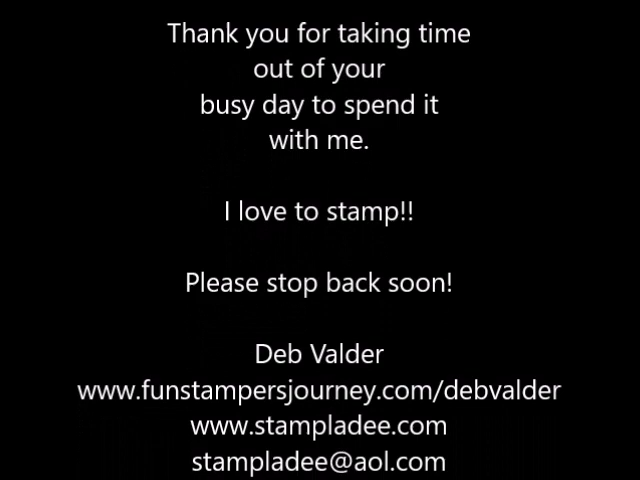 Thank you for taking time
out of your
busy day to spend it
with me.
I love to stamp!!
Please stop back soon!
Deb Valder
www.funstampersjourney.com/debvalder
www.stampladee.com
stampladee@aol.com